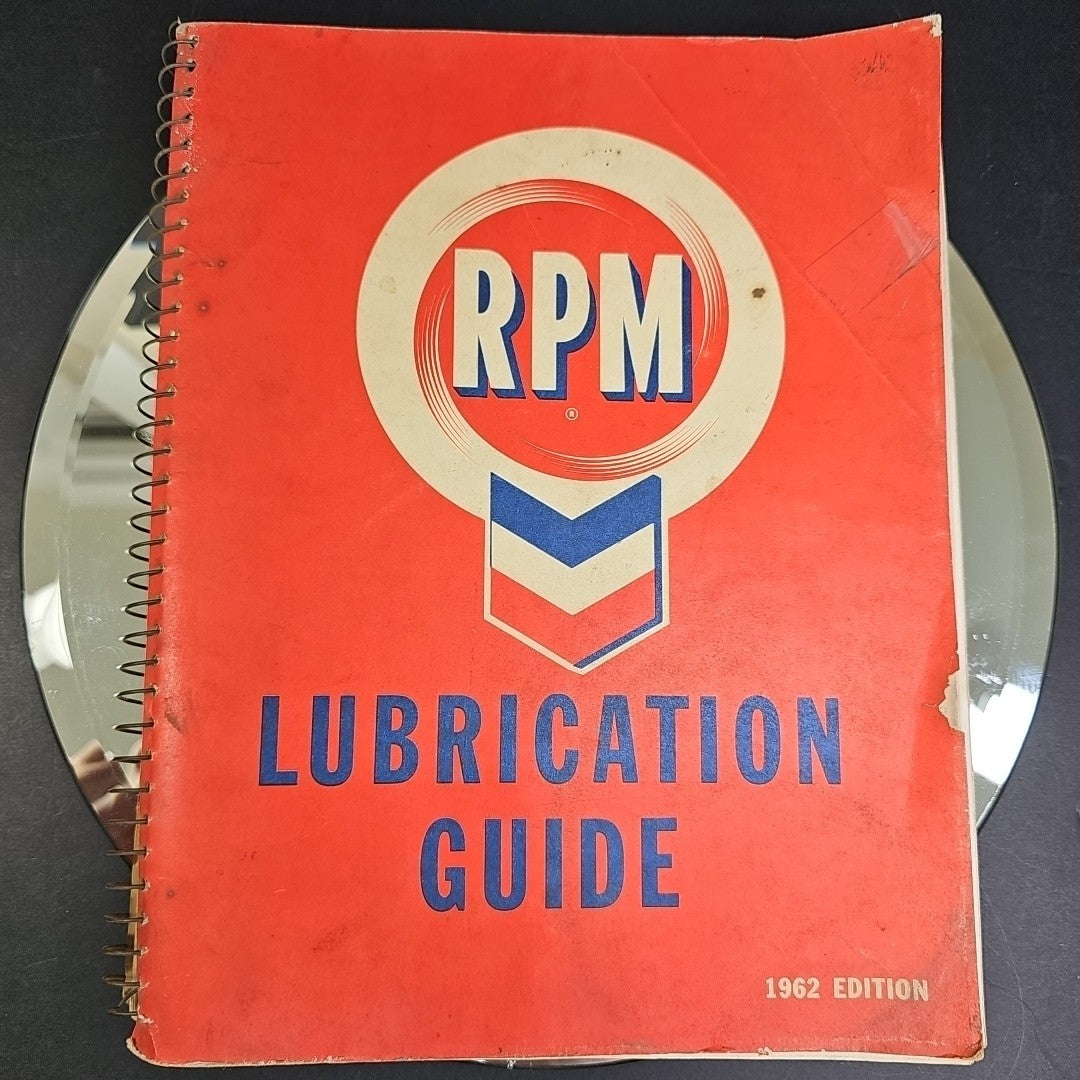 RPM
®
LUBRICATION
GUIDE
1962 EDITION